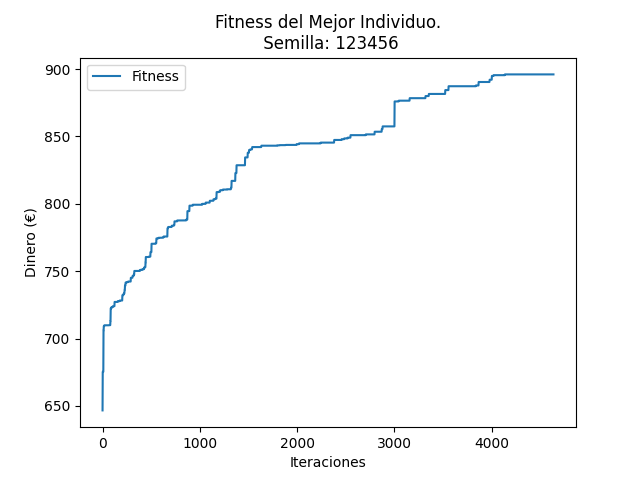 Fitness del Mejor Individuo.
Semilla: 123456
Fitness
900
850
800
750
700
650
Dinero (€)
0 1000 2000 3000 4000
Iteraciones